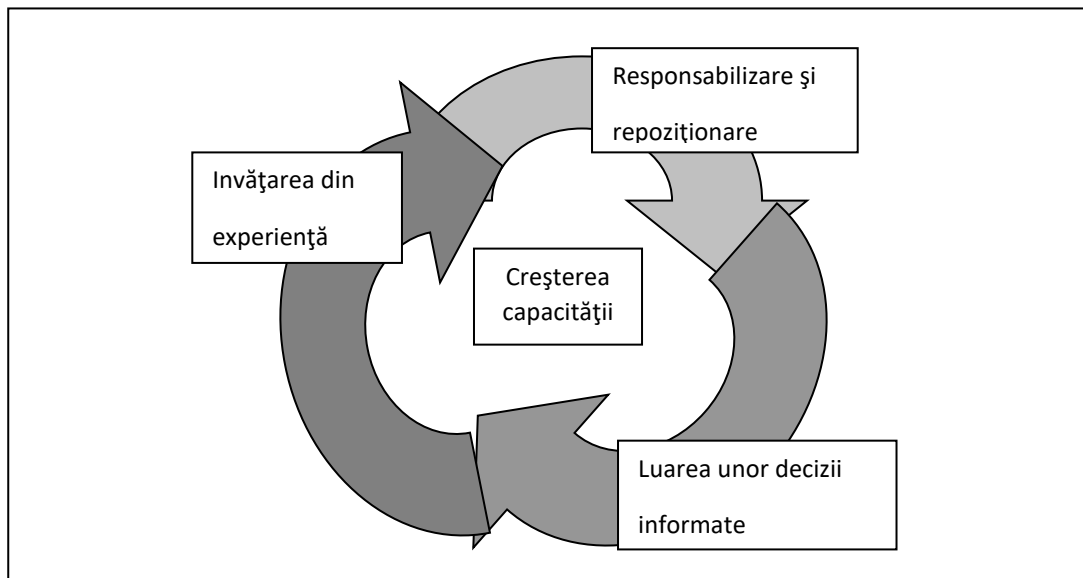 Responsabilizare şi
repoziţionare
Invăţarea din
experienţă
Creşterea
capacităţii
Luarea unor decizii
informate